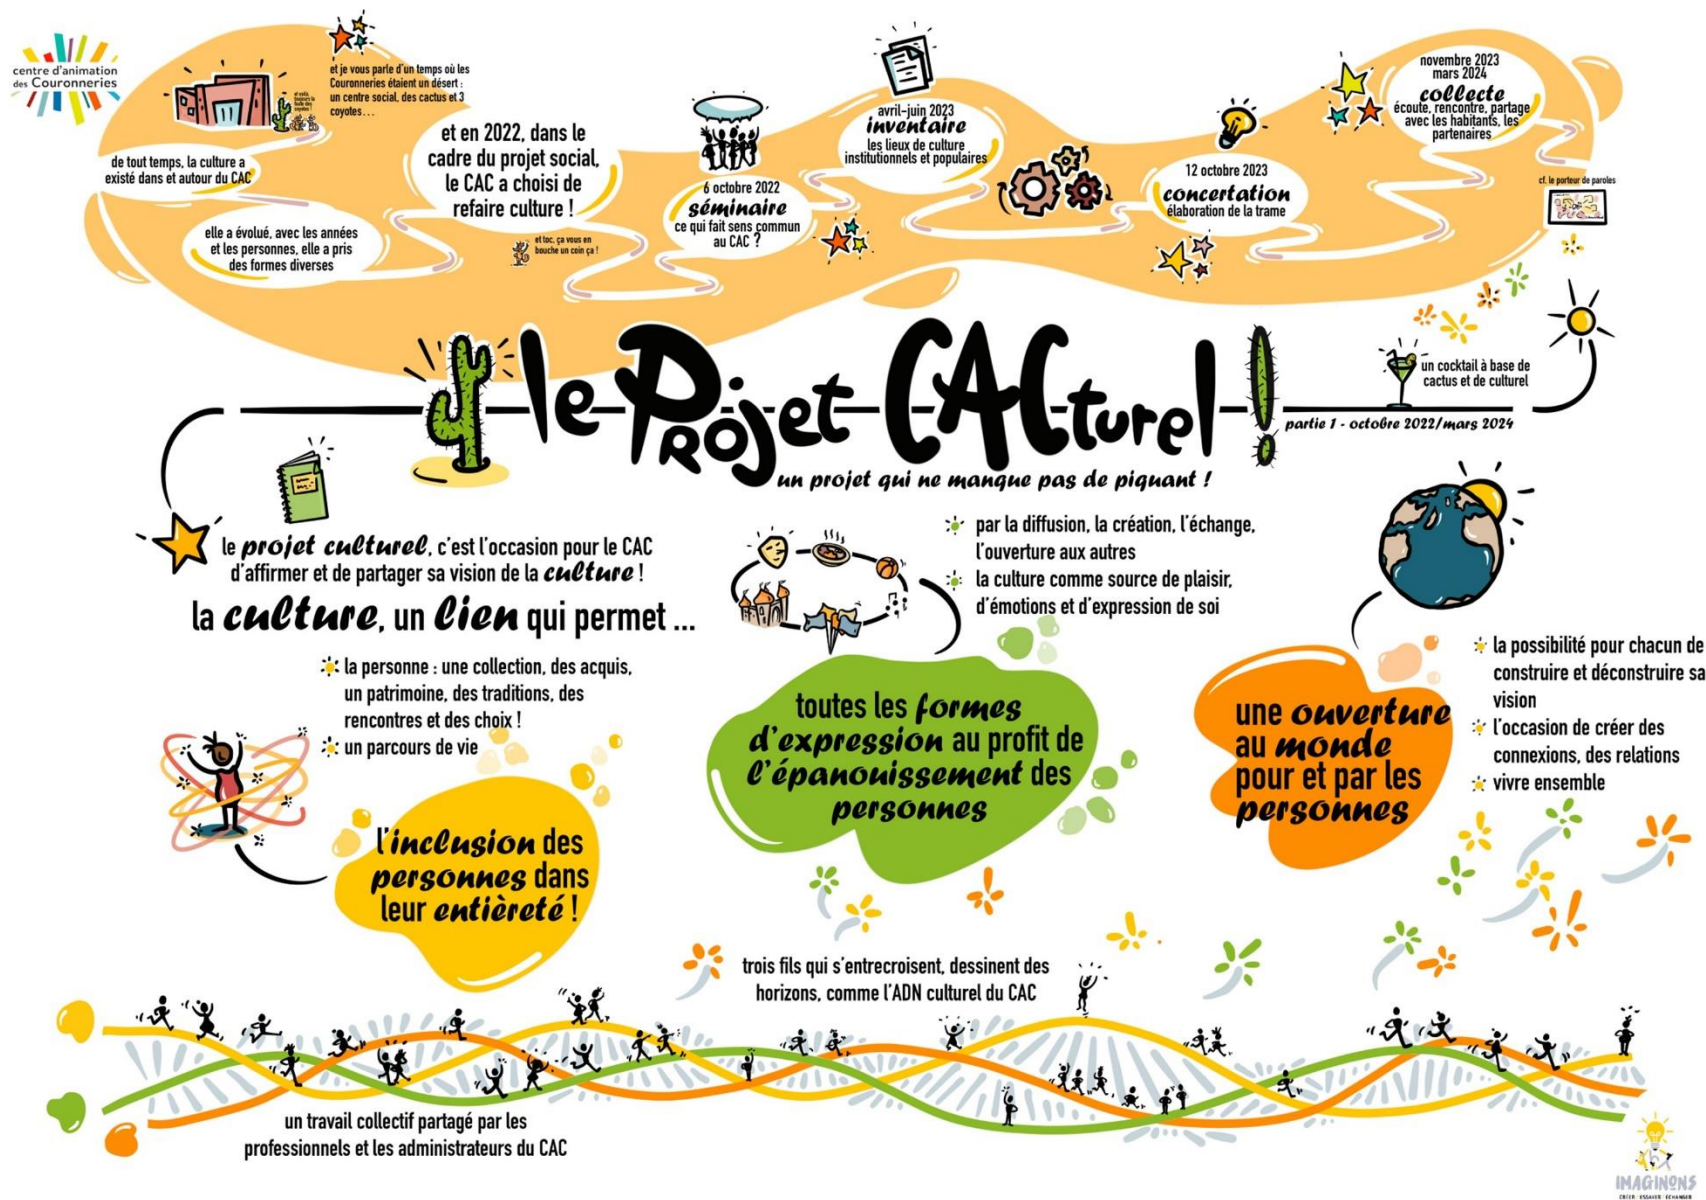 centre d'animation
des Couronneries
et je vous parle d'un temps où les
Couronneries étaient un désert :
un centre social, des cactus et 3
coyotes...
et voilà,
toujours la
faute des
coyotes !
de tout temps, la culture a
existé dans et autour du CAC
elle a évolué, avec les années
et les personnes, elle a pris
des formes diverses
et en 2022, dans le
cadre du projet social,
le CAC a choisi de
refaire culture !
et toc, ça vous en
bouche un coin ça !
6 octobre 2022
séminaire
ce qui fait sens commun
au CAC ?
avril-juin 2023
inventaire
les lieux de culture
institutionnels et populaires
12 octobre 2023
concertation
élaboration de la trame
novembre 2023
mars 2024
collecte
écoute, rencontre, partage
avec les habitants, les
partenaires
cf. le porteur de paroles
le Projet CACturel !
un projet qui ne manque pas de piquant !
un cocktail à base de
cactus et de culturel
partie 1 - octobre 2022/mars 2024
le projet culturel, c'est l'occasion pour le CAC
d'affirmer et de partager sa vision de la culture !
la culture, un lien qui permet ...
la personne : une collection, des acquis,
un patrimoine, des traditions, des
rencontres et des choix !
un parcours de vie
l'inclusion des
personnes dans
leur entièreté !
par la diffusion, la création, l'échange,
l'ouverture aux autres
la culture comme source de plaisir,
d'émotions et d'expression de soi
toutes les formes
d'expression au profit de
l'épanouissement des
personnes
une ouverture
au monde
pour et par les
personnes
la possibilité pour chacun de
construire et déconstruire sa
vision
l'occasion de créer des
connexions, des relations
vivre ensemble
trois fils qui s'entrecroisent, dessinent des
horizons, comme l'ADN culturel du CAC
un travail collectif partagé par les
professionnels et les administrateurs du CAC
IMAGINONS
CRÉER · ESSAYER · ÉCHANGER